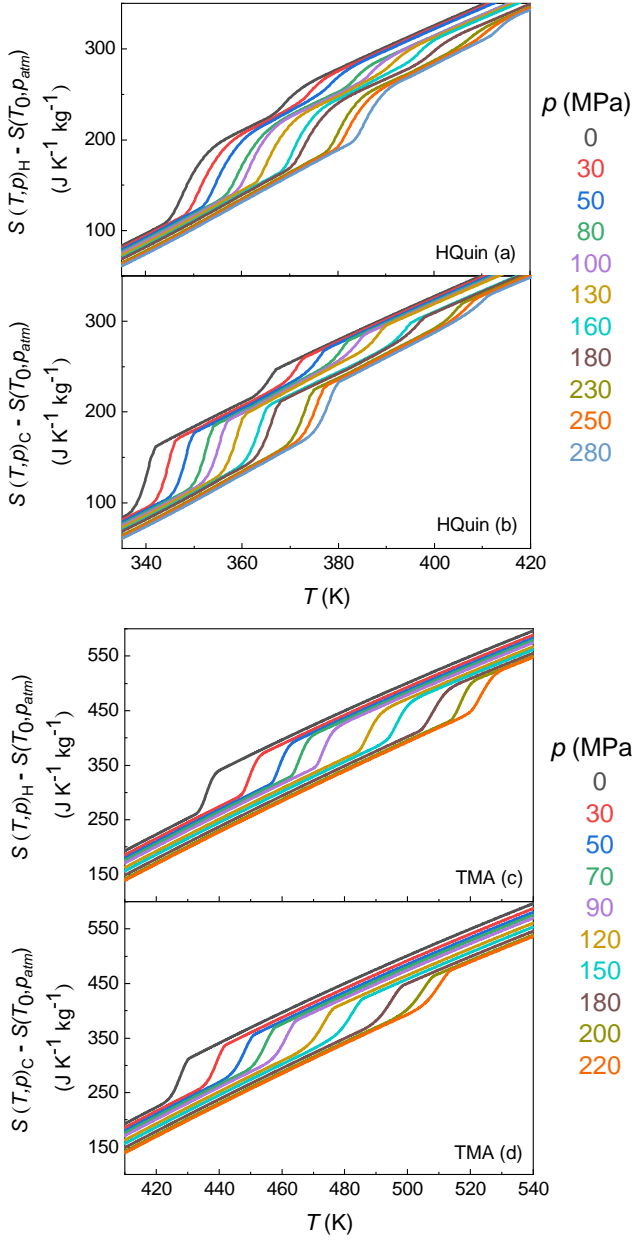 300
200
100
S (T,p)H - S(T0,patm)
(J K-1 kg-1)
HQuin (a)
300
200
100
S (T,p)C - S(T0,patm)
(J K-1 kg-1)
HQuin (b)
340 360 380 400 420
T (K)
p (MPa)
0
30
50
80
100
130
160
180
230
250
280
550
450
350
250
150
S (T,p)H - S(T0,patm)
(J K-1 kg-1)
TMA (c)
550
450
350
250
150
S (T,p)C - S(T0,patm)
(J K-1 kg-1)
TMA (d)
420 440 460 480 500 520 540
T (K)
p (MPa
0
30
50
70
90
120
150
180
200
220